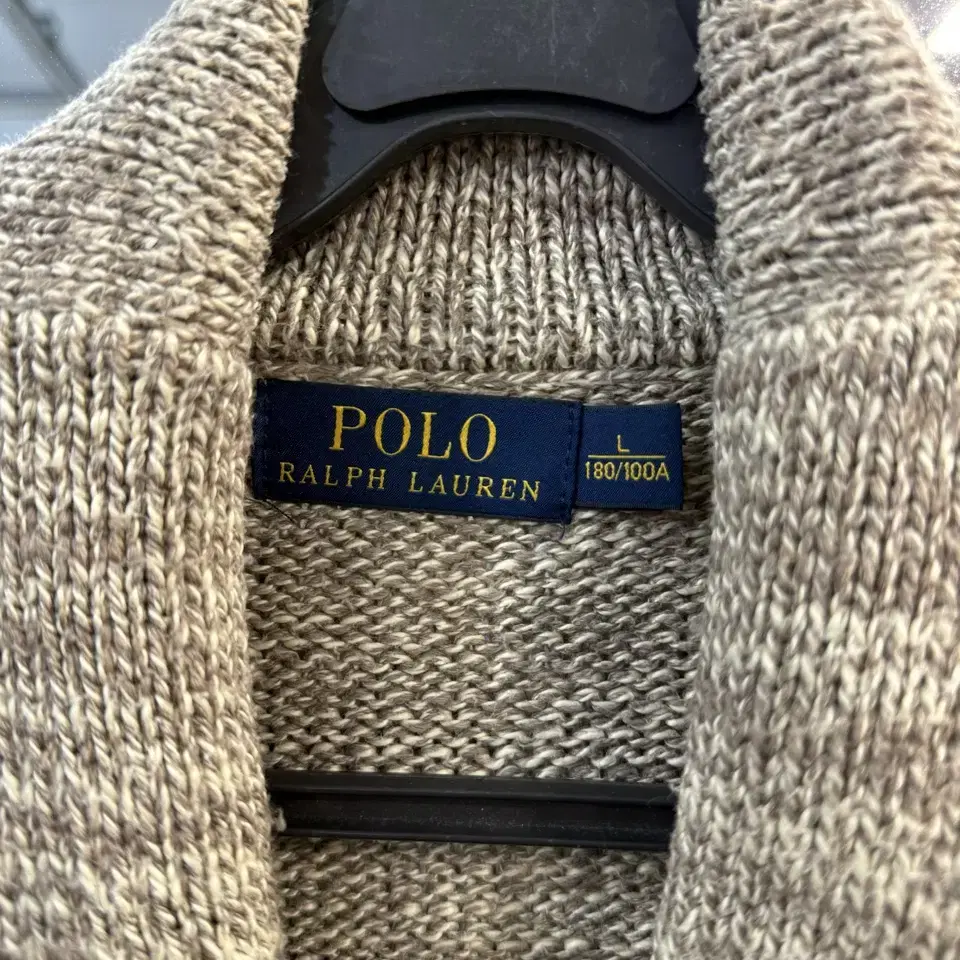 POLO
RALPH LAUREN
L
180/100A